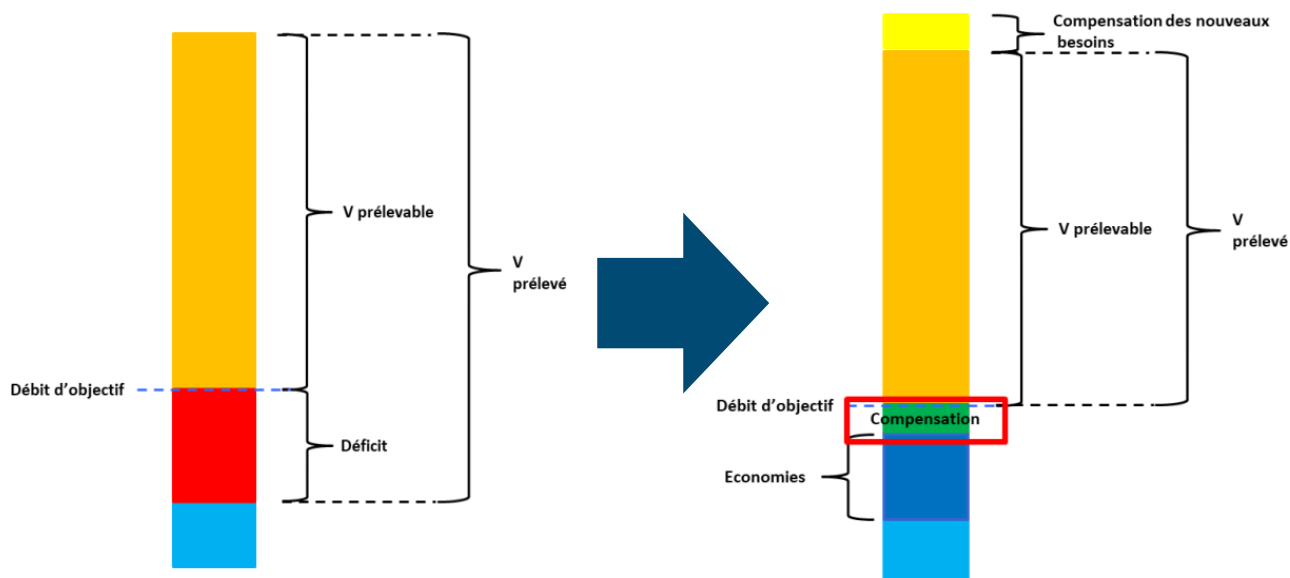 V prélevable
V
prélevé
Débit d'objectif
Déficit
Compensation des nouveaux
besoins
V prélevable
V
prélevé
Débit d'objectif
Compensation
Economies